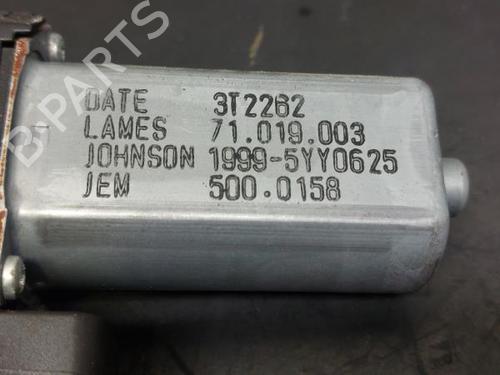 DATE 3T2262
LAMES 71.019.003
JOHNSON 1999-5YY0625
JEM 500.0158
B-PARTS